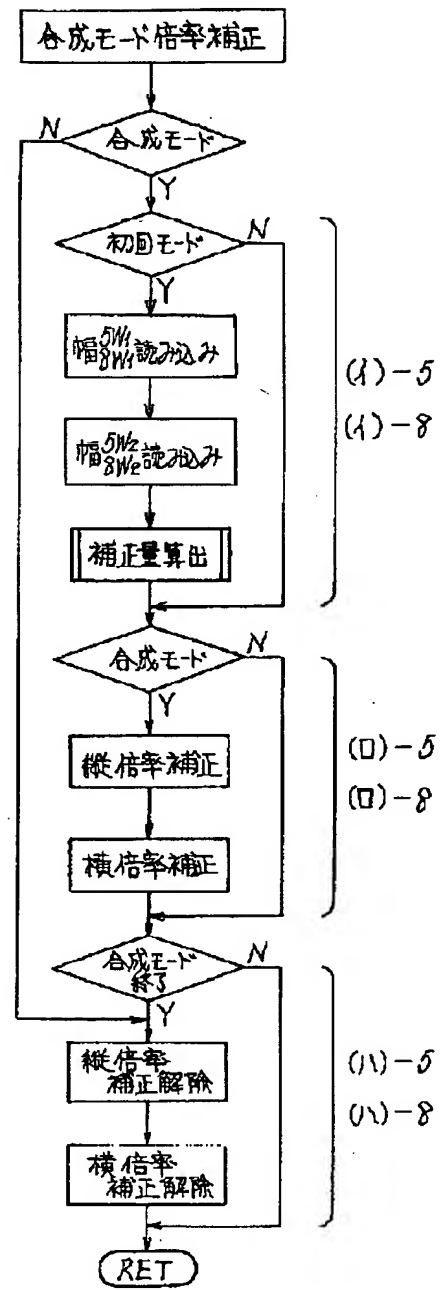 合成モード倍率補正
N
合成モード
Y
初回モード
N
Y
幅5W1 8W1読み込み
(イ)-5
(イ)-8
幅5W2 8W2読み込み
補正量算出
合成モード
N
Y
縦倍率補正
(ロ)-5
(ロ)-8
横倍率補正
合成モード
終了
N
Y
縦倍率
補正解除
(ハ)-5
(ハ)-8
横倍率
補正解除
RET